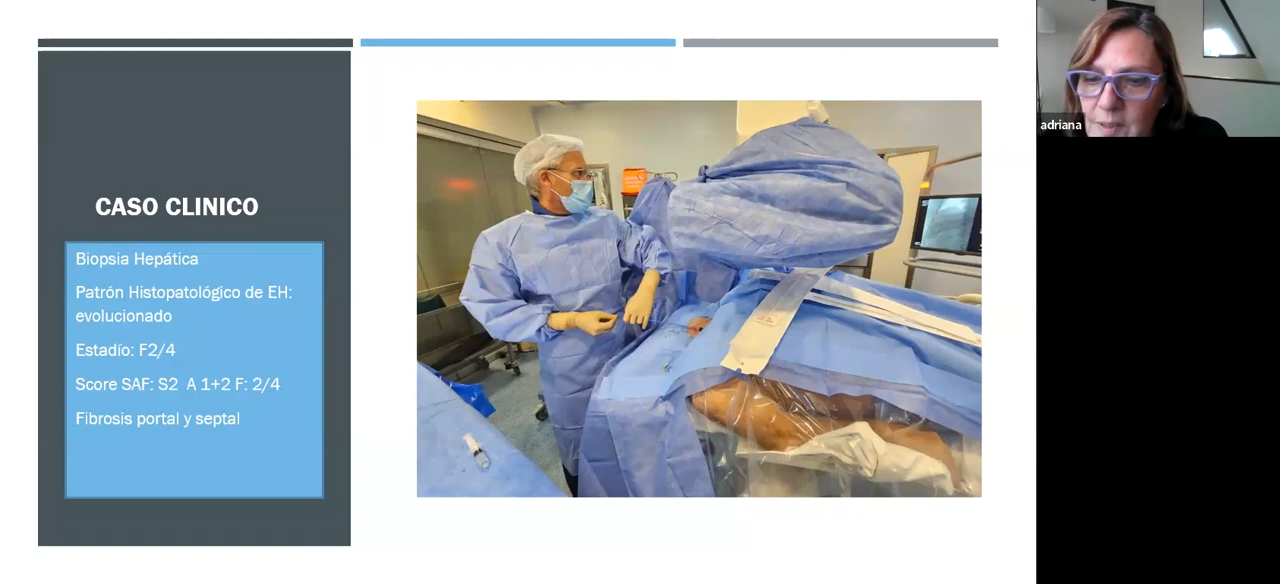 CASO CLINICO
Biopsia Hepática
Patrón Histopatológico de EH:
evolucionado
Estadío: F2/4
Score SAF: S2 A 1+2 F: 2/4
Fibrosis portal y septal
adriana